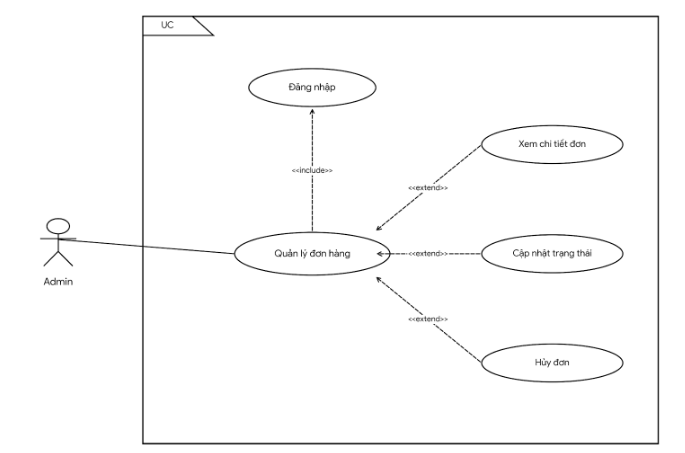 UC
Đăng nhập
Xem chi tiết đơn
<<include>>
<<extend>>
Quản lý đơn hàng
<<extend>>
Cập nhật trạng thái
Admin
<<extend>>
Hủy đơn